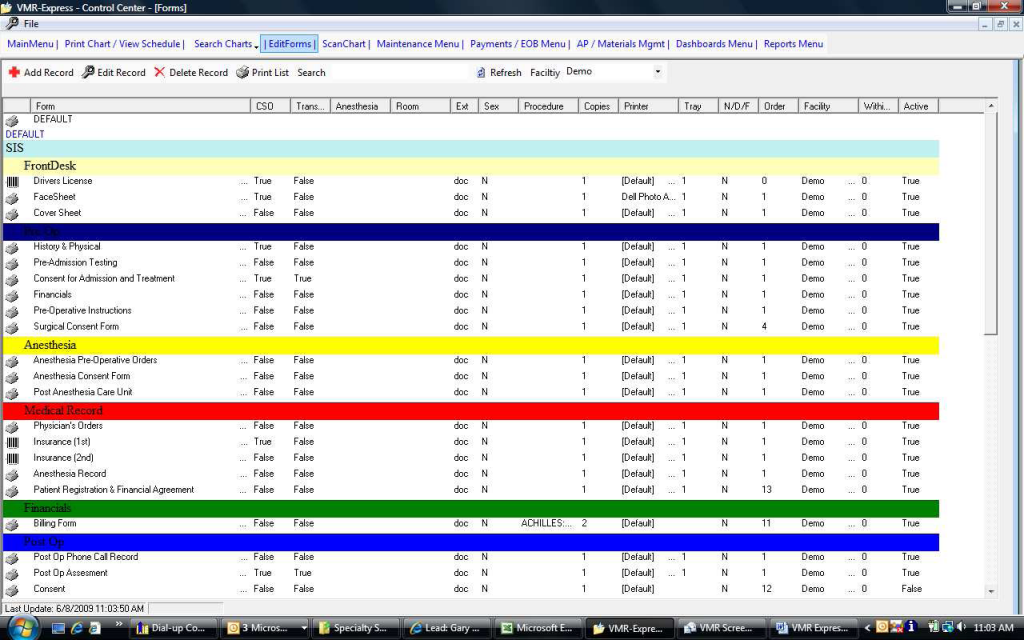 VMR-Express - Control Center - [Forms]
File
MainMenu | Print Chart / View Schedule | Search Charts | EditForms | ScanChart | Maintenance Menu | Payments / EOB Menu | AP / Materials Mgmt | Dashboards Menu | Reports Menu
Add Record Edit Record Delete Record Print List Search Refresh Faciltiy Demo
Form CSO Trans... Anesthesia Room Ext Sex Procedure Copies Printer Tray N/D/F Order Facility Withi... Active
DEFAULT
DEFAULT
SIS
FrontDesk
Drivers License ... True False doc N 1 [Default] ... 1 N 0 Demo ... 0 True
FaceSheet ... True False doc N 1 Dell Photo A... 1 N 1 Demo ... 0 True
Cover Sheet ... False False doc N 1 [Default] ... 1 N 1 Demo ... 0 True
Pre Op
History & Physical ... True False doc N 1 [Default] ... 1 N 1 Demo ... 0 True
Pre-Admission Testing ... False False doc N 1 [Default] ... 1 N 1 Demo ... 0 True
Consent for Admission and Treatment ... True True doc N 1 [Default] ... 1 N 1 Demo ... 0 True
Financials ... False False doc N 1 [Default] ... 1 N 1 Demo ... 0 True
Pre-Operative Instructions ... False False doc N 1 [Default] ... 1 N 1 Demo ... 0 True
Surgical Consent Form ... False False doc N 1 [Default] ... 1 N 4 Demo ... 0 True
Anesthesia
Anesthesia Pre-Operative Orders ... False False doc N 1 [Default] ... 1 N 1 Demo ... 0 True
Anesthesia Consent Form ... False False doc N 1 [Default] ... 1 N 1 Demo ... 0 True
Post Anesthesia Care Unit ... False False doc N 1 [Default] ... 1 N 1 Demo ... 0 True
Medical Record
Physician's Orders ... False False doc N 1 [Default] ... 1 N 1 Demo ... 0 True
Insurance (1st) ... True False doc N 1 [Default] ... 1 N 1 Demo ... 0 True
Insurance (2nd) ... False False doc N 1 [Default] ... 1 N 1 Demo ... 0 True
Anesthesia Record ... False False doc N 1 [Default] ... 1 N 1 Demo ... 0 True
Patient Registration & Financial Agreement ... False False doc N 1 [Default] ... 1 N 13 Demo ... 0 True
Financials
Billing Form ... False False doc N ACHILLES:... 2 [Default] N 11 Demo ... 0 True
Post Op
Post Op Phone Call Record ... False False doc N 1 [Default] ... 1 N 1 Demo ... 0 True
Post Op Assesment ... True True doc N 1 [Default] ... 1 N 1 Demo ... 0 True
Consent ... False False doc N 1 [Default] N 12 Demo ... 0 False
Last Update: 6/8/2009 11:03:50 AM
Dial-up Co... 3 Micros... Specialty S... Lead: Gary ... Microsoft E... VMR-Expre... VMR Scree... VMR Expres... 11:03 AM